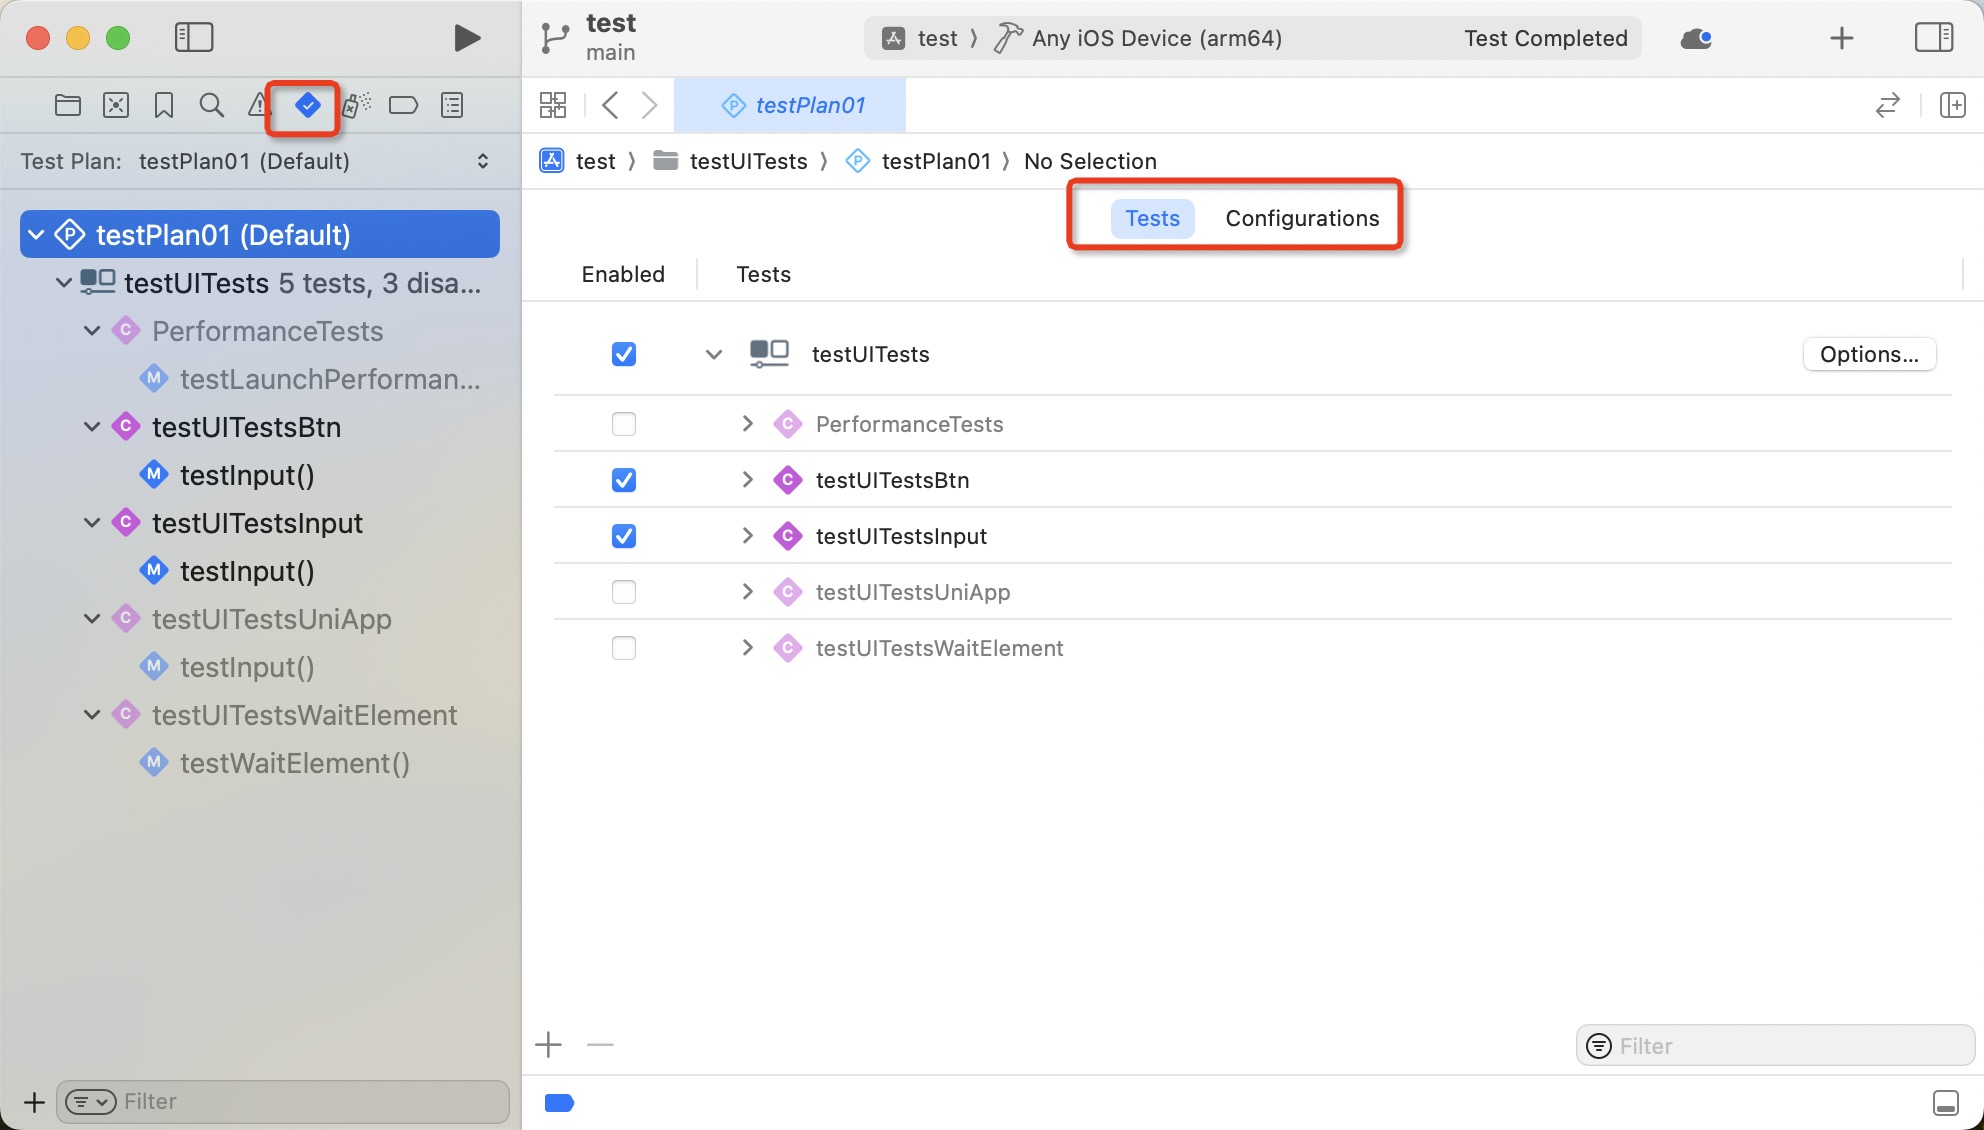 test
main
test 〉 Any iOS Device (arm64)
Test Completed
testPlan01
Test Plan: testPlan01 (Default)
test 〉 testUITests 〉 testPlan01 〉 No Selection
testPlan01 (Default)
testUITests 5 tests, 3 disa...
PerformanceTests
testLaunchPerforman...
testUITestsBtn
testInput()
testUITestsInput
testInput()
testUITestsUniApp
testInput()
testUITestsWaitElement
testWaitElement()
Filter
Tests Configurations
Enabled Tests
testUITests Options...
PerformanceTests
testUITestsBtn
testUITestsInput
testUITestsUniApp
testUITestsWaitElement
Filter